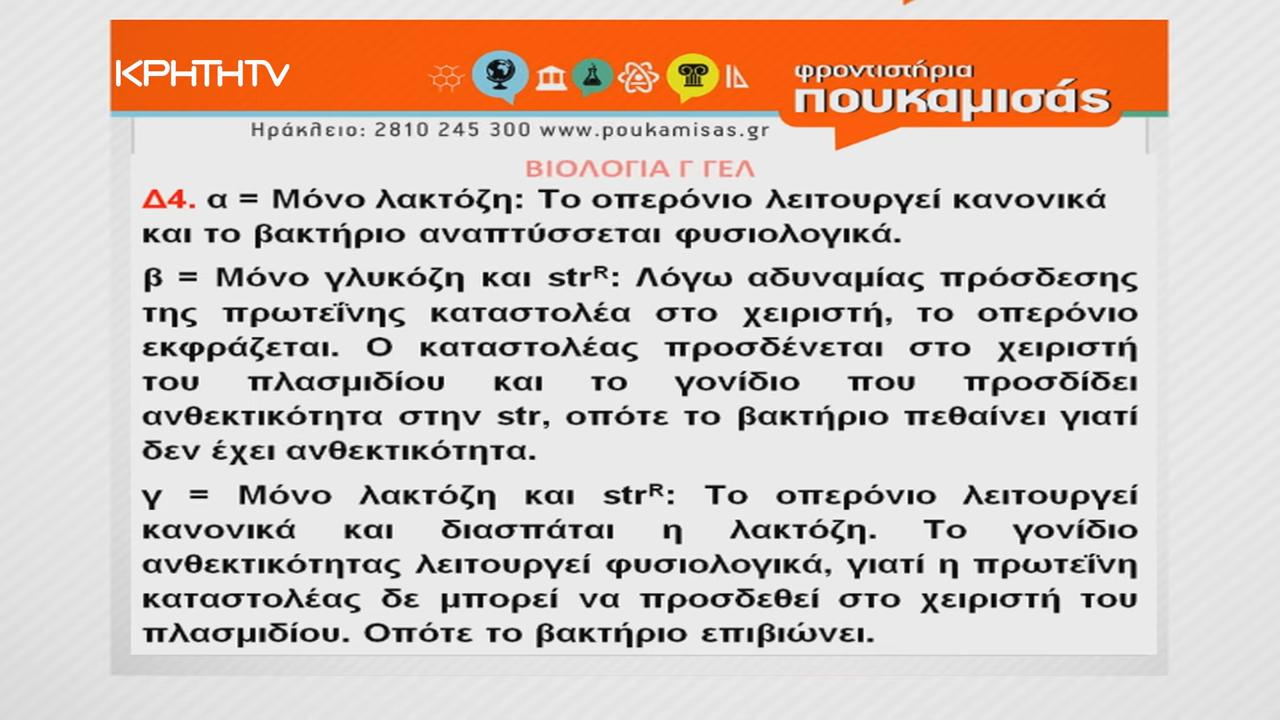 ΚΡΗΤΗTV
φροντιστήρια
πουκαμισάς
Ηράκλειο: 2810 245 300 www.poukamisas.gr
ΒΙΟΛΟΓΙΑ Γ ΓΕΛ
Δ4. α = Μόνο λακτόζη: Το οπερόνιο λειτουργεί κανονικά
και το βακτήριο αναπτύσσεται φυσιολογικά.
β = Μόνο γλυκόζη και strᴿ: Λόγω αδυναμίας πρόσδεσης
της πρωτεΐνης καταστολέα στο χειριστή, το οπερόνιο
εκφράζεται. Ο καταστολέας προσδένεται στο χειριστή
του πλασμιδίου και το γονίδιο που προσδίδει
ανθεκτικότητα στην str, οπότε το βακτήριο πεθαίνει γιατί
δεν έχει ανθεκτικότητα.
γ = Μόνο λακτόζη και strᴿ: Το οπερόνιο λειτουργεί
κανονικά και διασπάται η λακτόζη. Το γονίδιο
ανθεκτικότητας λειτουργεί φυσιολογικά, γιατί η πρωτεΐνη
καταστολέας δε μπορεί να προσδεθεί στο χειριστή του
πλασμιδίου. Οπότε το βακτήριο επιβιώνει.